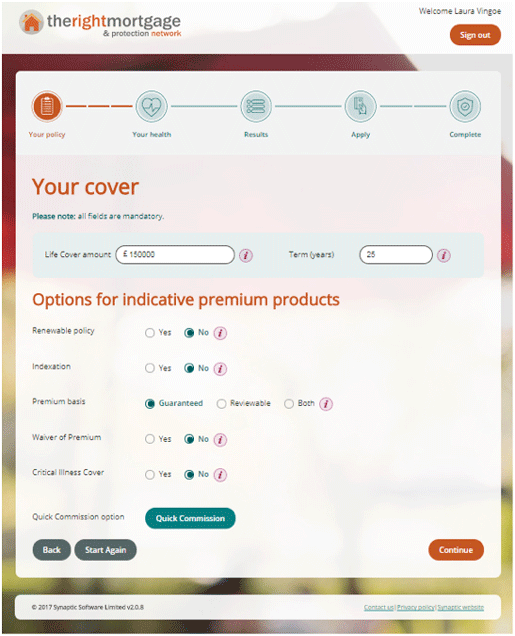 therightmortgage
& protection network
Welcome Laura Vingoe
Sign out
Your policy
Your health
Results
Apply
Complete
Your cover
Please note: all fields are mandatory.
Life Cover amount £ 150000 i Term (years) 25 i
Options for indicative premium products
Renewable policy Yes No i
Indexation Yes No i
Premium basis Guaranteed Reviewable Both i
Waiver of Premium Yes No i
Critical Illness Cover Yes No i
Quick Commission option Quick Commission
Back Start Again Continue
© 2017 Synaptic Software Limited v2.0.8 Contact us| Privacy policy| Synaptic website